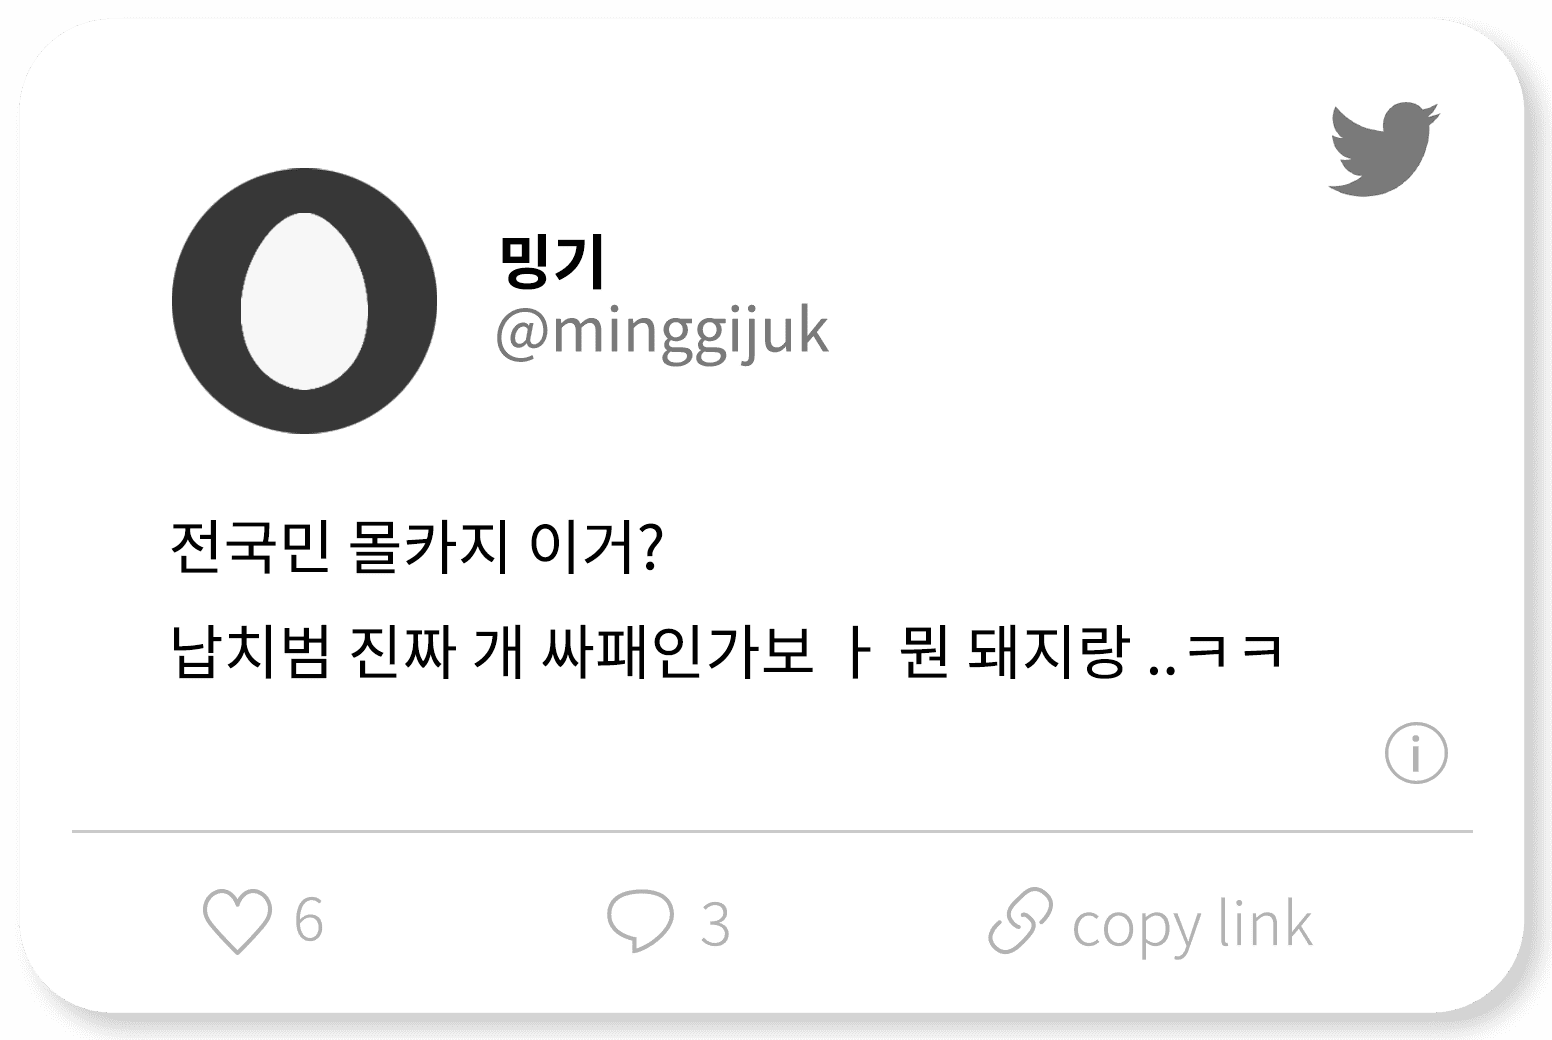 밍기
@minggijuk
전국민 몰카지 이거?
납치범 진짜 개 싸패인가보 ㅏ 뭔 돼지랑 ..ㅋㅋ
6
3
copy link